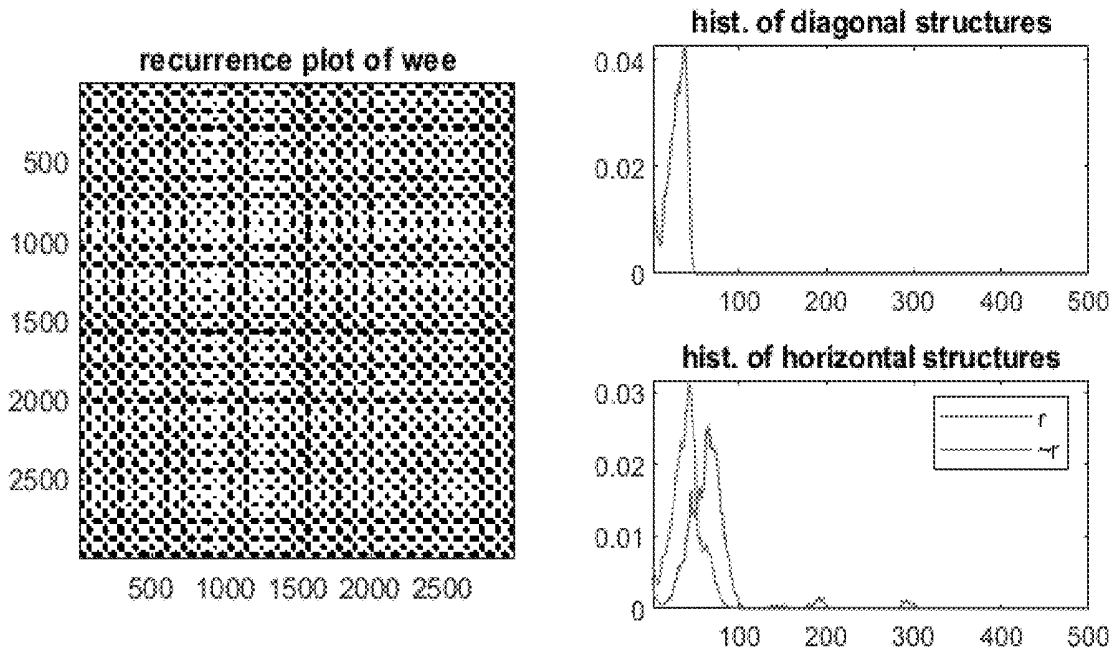 recurrence plot of wee
500
1000
1500
2000
2500
500 1000 1500 2000 2500
hist. of diagonal structures
0.04
0.02
0
100 200 300 400 500
hist. of horizontal structures
0.03
0.02
0.01
0
r
~r
100 200 300 400 500